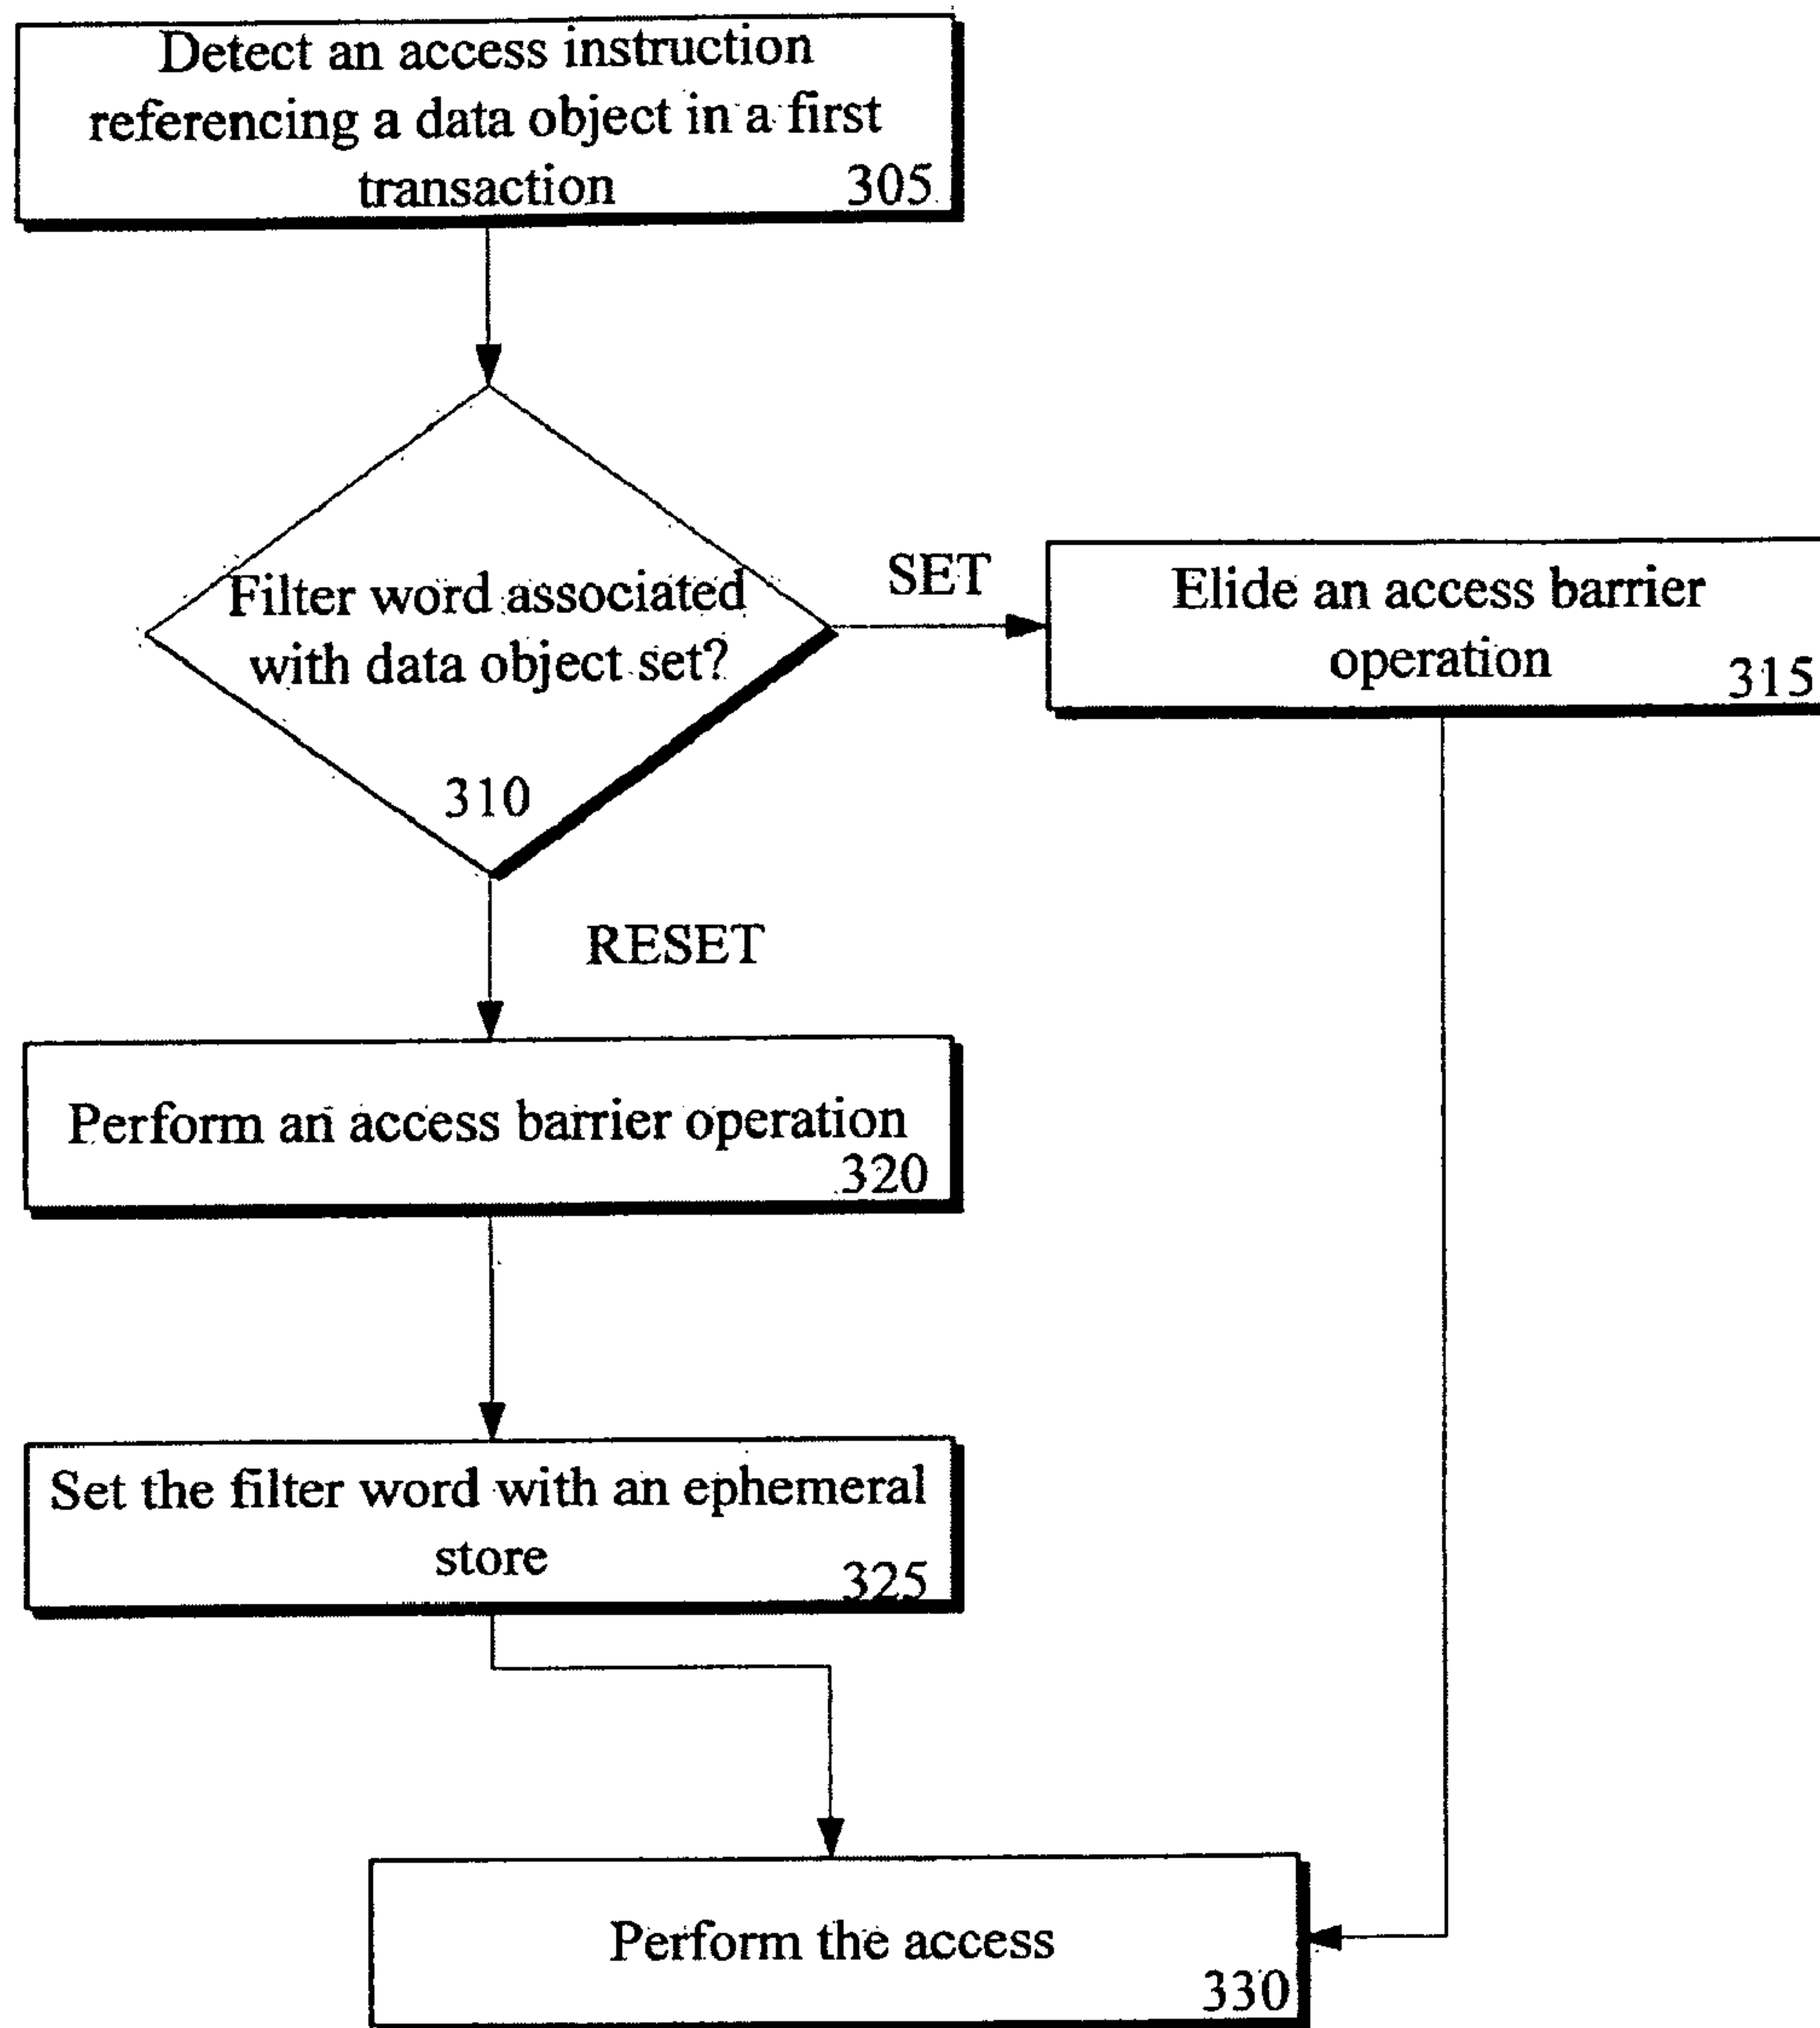 Detect an access instruction
referencing a data object in a first
transaction 305
Filter word associated
with data object set?
310
SET
Elide an access barrier
operation 315
RESET
Perform an access barrier operation
320
Set the filter word with an ephemeral
store 325
Perform the access
330